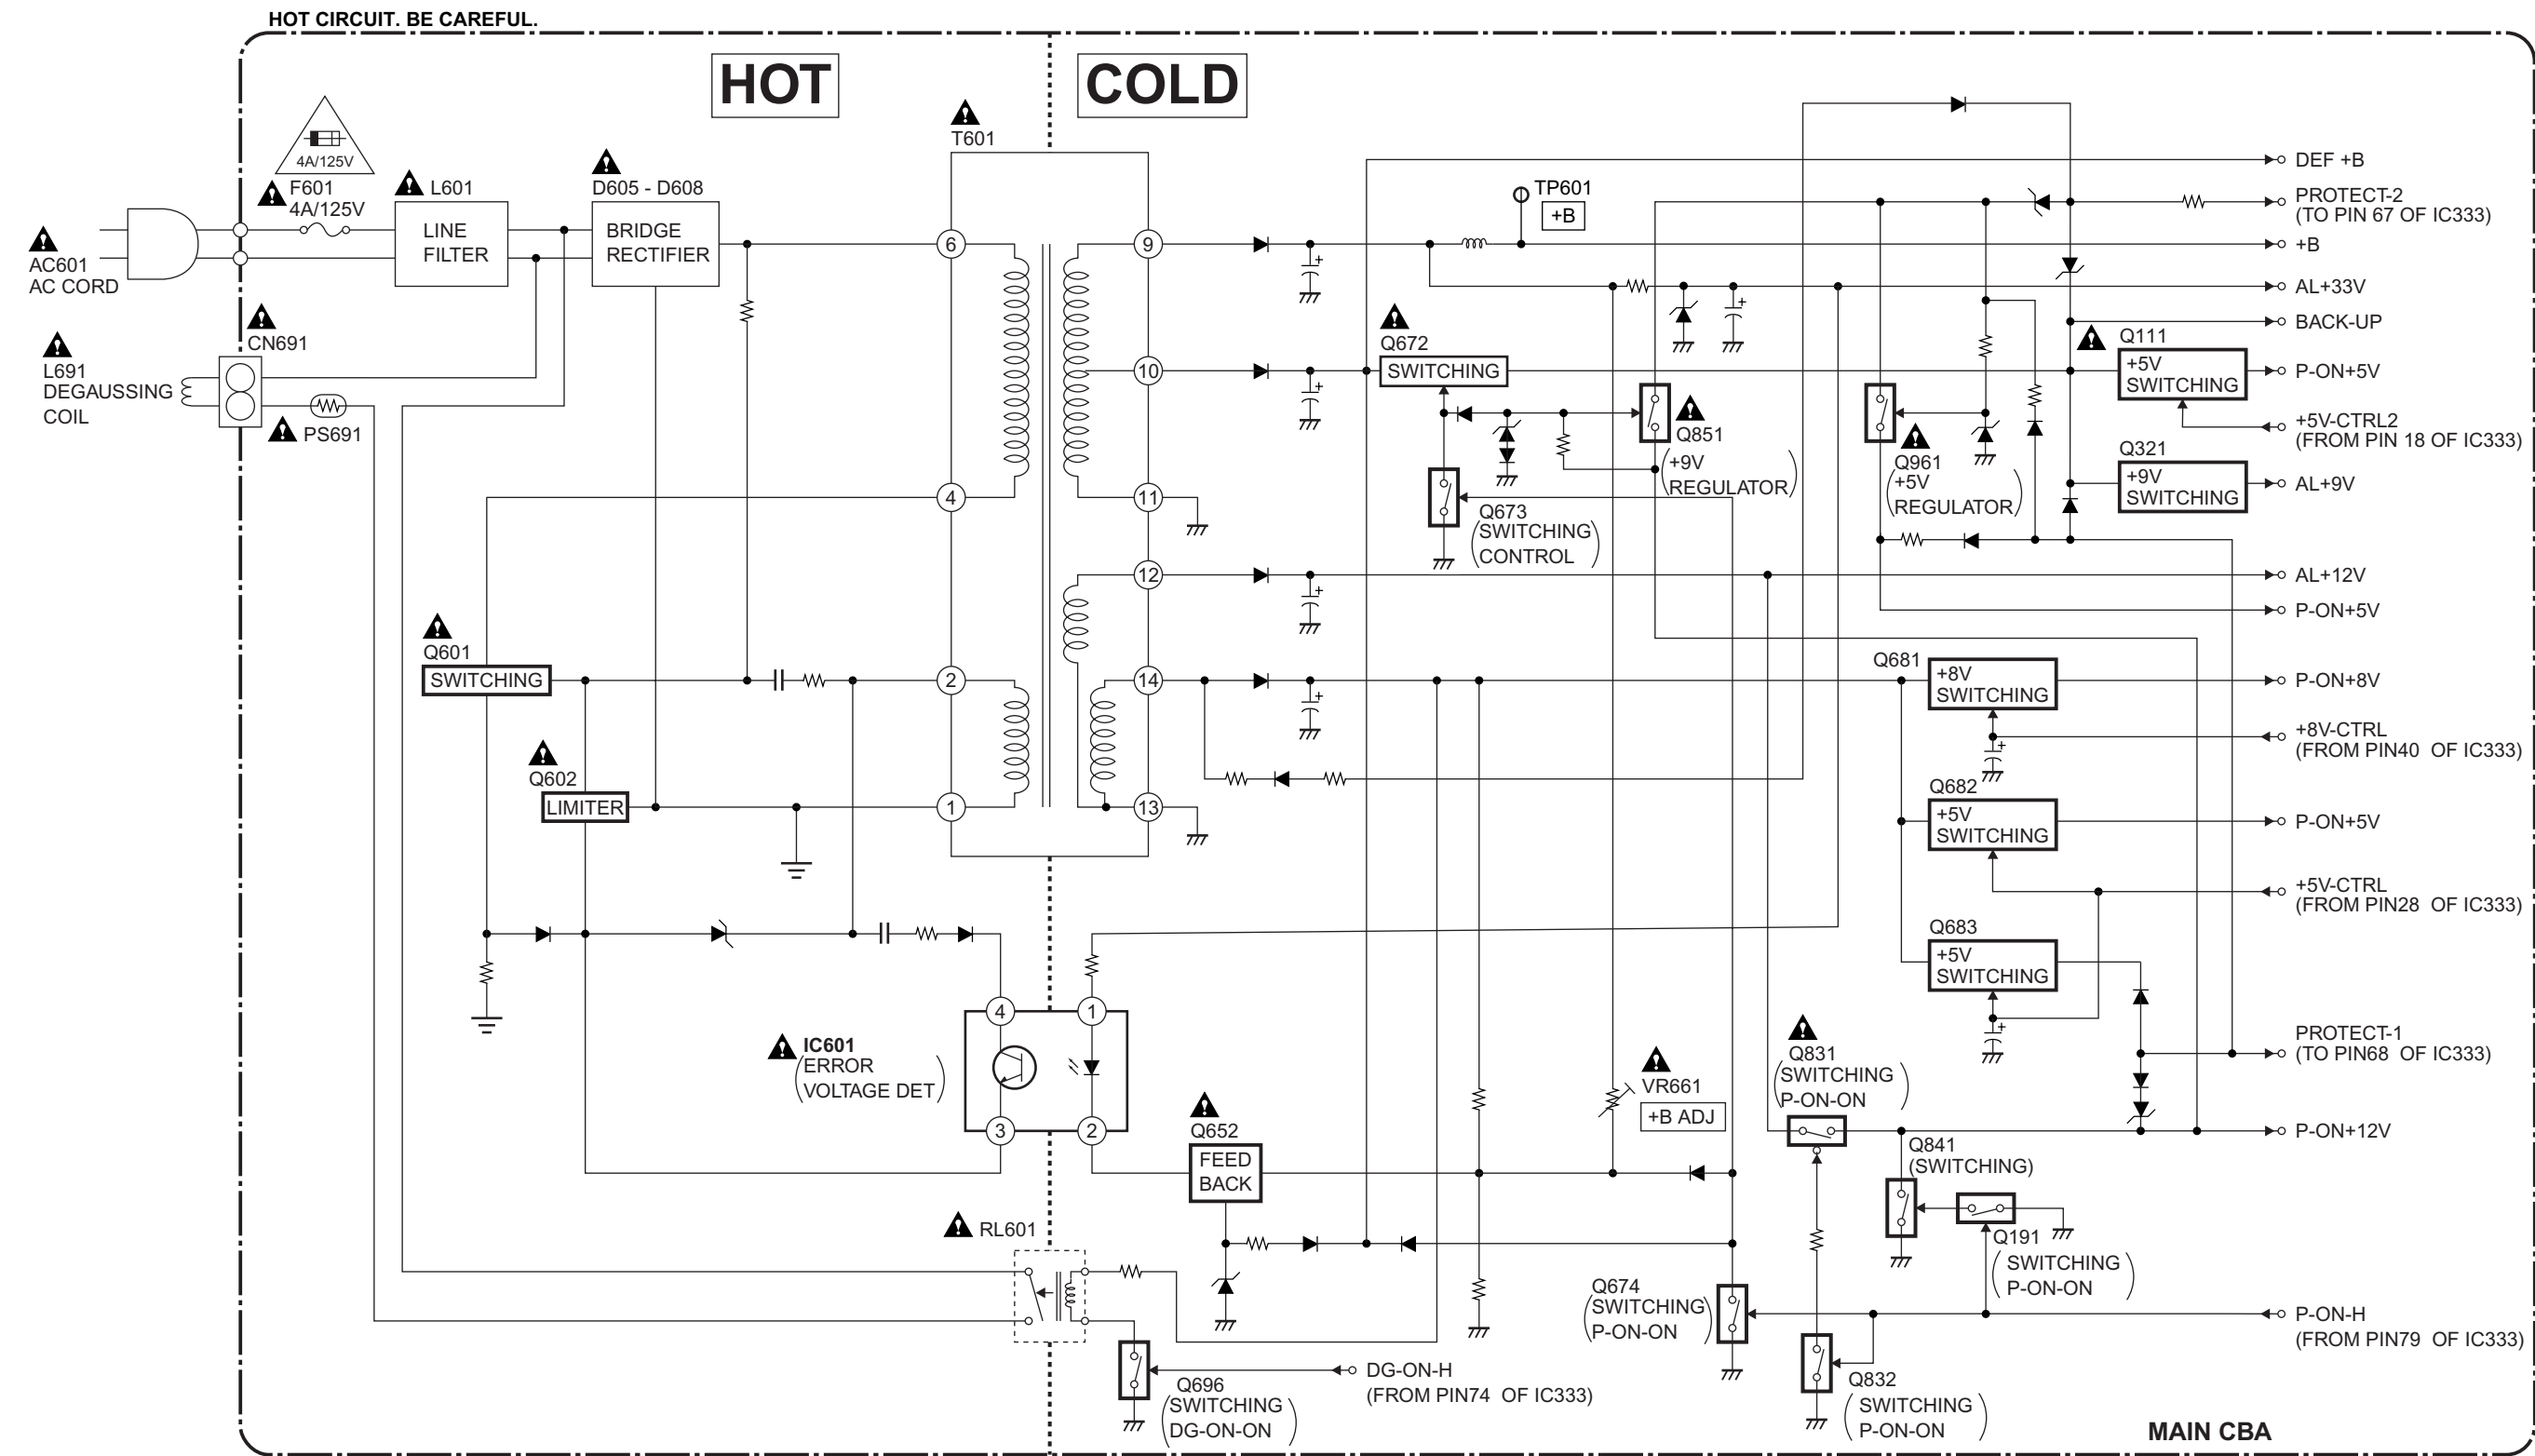 HOT CIRCUIT. BE CAREFUL.
HOT
COLD
4A/125V
F601
4A/125V
L601
LINE
FILTER
D605 - D608
BRIDGE
RECTIFIER
T601
AC601
AC CORD
CN691
L691
DEGAUSSING
COIL
PS691
6
4
2
1
9
10
11
12
14
13
TP601
+B
DEF +B
PROTECT-2
(TO PIN 67 OF IC333)
+B
AL+33V
BACK-UP
Q111
+5V
SWITCHING
P-ON+5V
+5V-CTRL2
(FROM PIN 18 OF IC333)
Q321
+9V
SWITCHING
AL+9V
Q672
SWITCHING
Q851
(+9V
REGULATOR)
Q961
(+5V
REGULATOR)
Q673
(SWITCHING
CONTROL)
AL+12V
P-ON+5V
Q601
SWITCHING
Q602
LIMITER
Q681
+8V
SWITCHING
P-ON+8V
+8V-CTRL
(FROM PIN40 OF IC333)
Q682
+5V
SWITCHING
P-ON+5V
+5V-CTRL
(FROM PIN28 OF IC333)
Q683
+5V
SWITCHING
PROTECT-1
(TO PIN68 OF IC333)
P-ON+12V
4
1
3
2
IC601
(ERROR
VOLTAGE DET)
Q652
FEED
BACK
VR661
+B ADJ
Q831
(SWITCHING
P-ON-ON)
Q841
(SWITCHING)
Q191
(SWITCHING
P-ON-ON)
RL601
Q674
(SWITCHING
P-ON-ON)
P-ON-H
(FROM PIN79 OF IC333)
DG-ON-H
(FROM PIN74 OF IC333)
Q696
(SWITCHING
DG-ON-ON)
Q832
(SWITCHING
P-ON-ON)
MAIN CBA